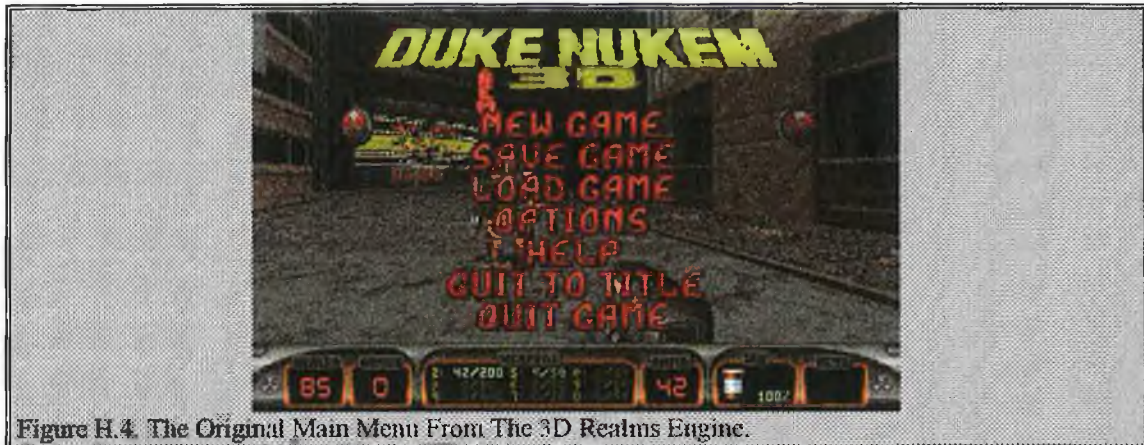 DUKE NUKEM
3D
NEW GAME
SAVE GAME
LOAD GAME
OPTIONS
HELP
QUIT TO TITLE
QUIT GAME
85 0 42/200 42 100%
Figure H.4. The Original Main Menu From The 3D Realms Engine.